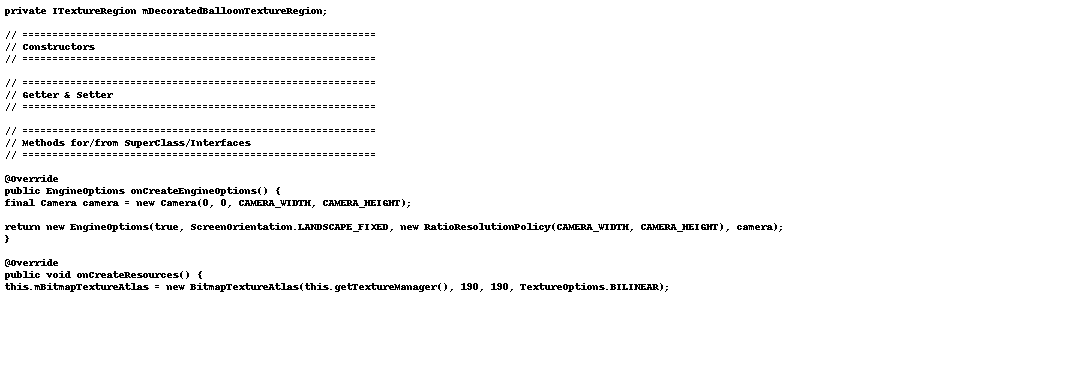 private ITextureRegion mDecoratedBalloonTextureRegion;
// ===========================================================
// Constructors
// ===========================================================
// ===========================================================
// Getter & Setter
// ===========================================================
// ===========================================================
// Methods for/from SuperClass/Interfaces
// ===========================================================
@Override
public EngineOptions onCreateEngineOptions() {
final Camera camera = new Camera(0, 0, CAMERA_WIDTH, CAMERA_HEIGHT);
return new EngineOptions(true, ScreenOrientation.LANDSCAPE_FIXED, new RatioResolutionPolicy(CAMERA_WIDTH, CAMERA_HEIGHT), camera);
}
@Override
public void onCreateResources() {
this.mBitmapTextureAtlas = new BitmapTextureAtlas(this.getTextureManager(), 190, 190, TextureOptions.BILINEAR);